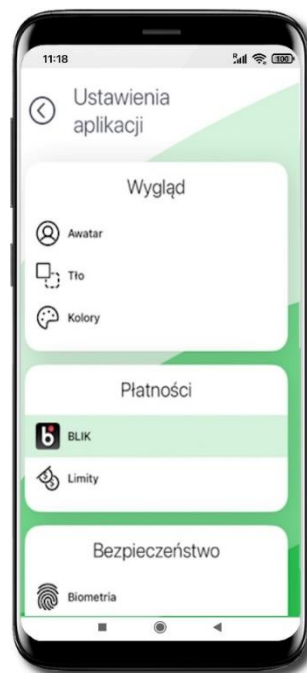 11:18
100
Ustawienia
aplikacji
Wygląd
Awatar
Tło
Kolory
Płatności
BLIK
Limity
Bezpieczeństwo
Biometria